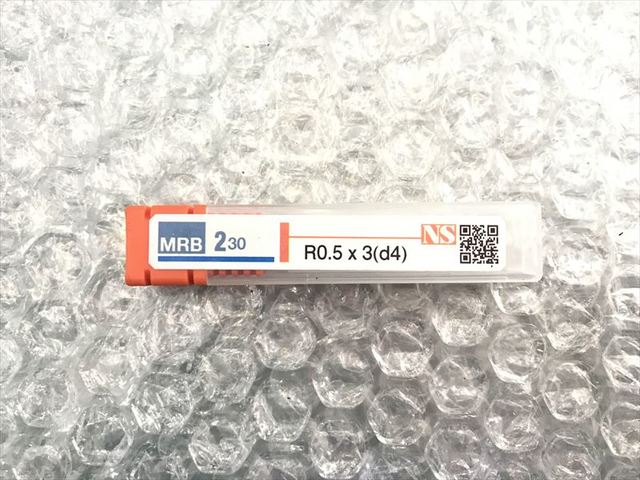 MRB 230
R0.5 x 3(d4)
NS